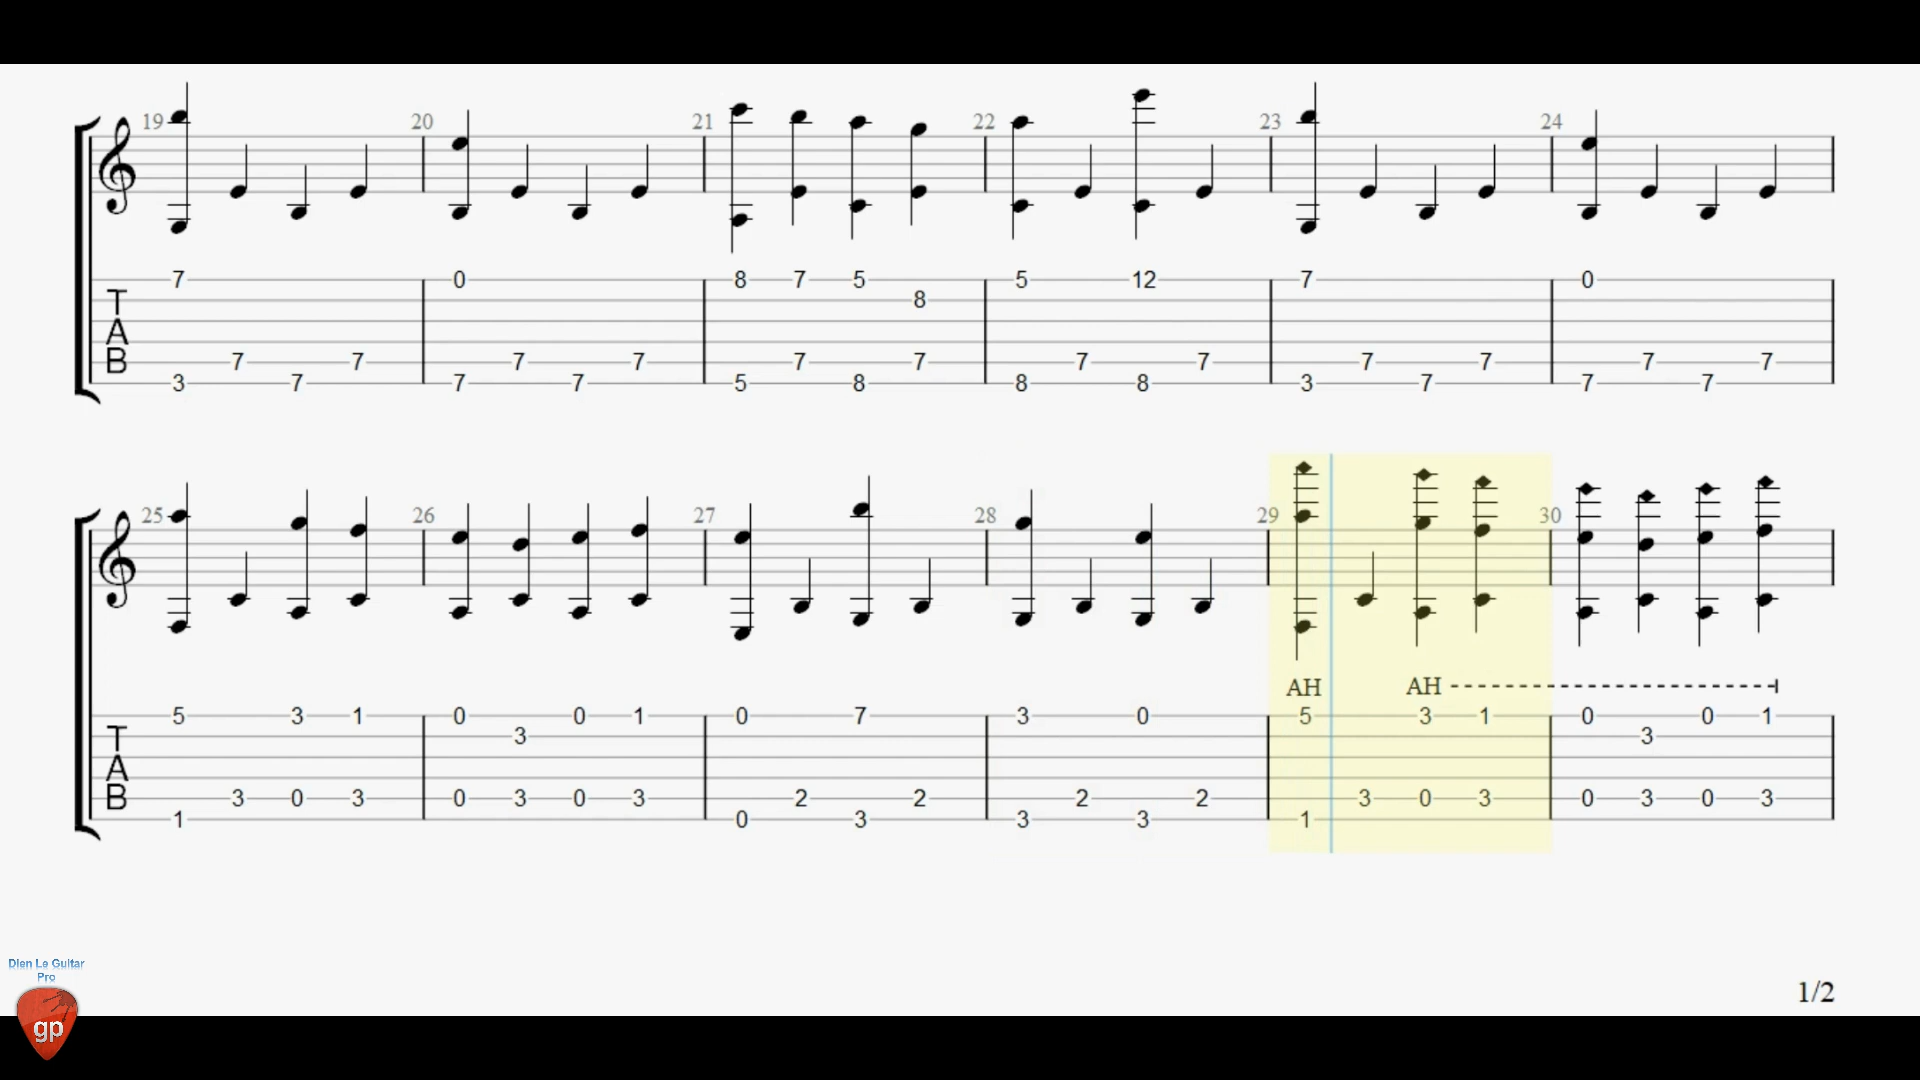 19 20 21 22 23 24
7 0 8 7 5 5 12 7 0
T 8
A
B 7 7 7 7 7 7 7 7 7 7 7 7
3 7 7 7 5 8 8 8 3 7 7 7
25 26 27 28 29 30
AH AH
5 3 1 0 0 1 0 7 3 0 5 3 1 0 0 1
T 3 3
A
B 3 0 3 0 3 0 3 2 2 2 2 3 0 3 0 3 0 3
1 0 3 3 3 1
Dien Le Guitar
Pro
gp
1/2